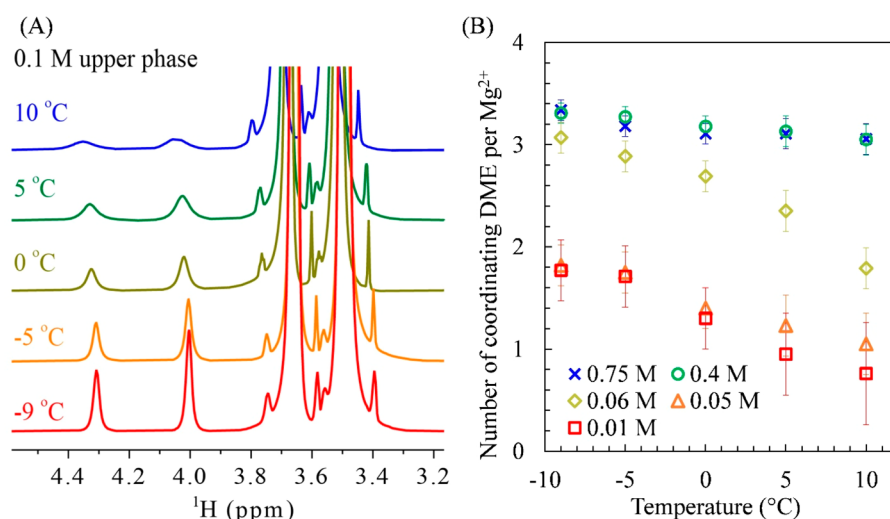 (A)
0.1 M upper phase
10 °C
5 °C
0 °C
-5 °C
-9 °C
4.4 4.2 4.0 3.8 3.6 3.4 3.2
¹H (ppm)
(B)
Number of coordinating DME per Mg²⁺
4
3
2
1
0
0.75 M 0.4 M
0.06 M 0.05 M
0.01 M
-10 -5 0 5 10
Temperature (°C)